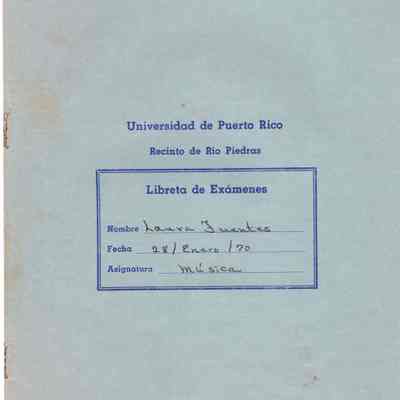 Universidad de Puerto Rico
Recinto de Río Piedras
Libreta de Exámenes
Nombre Laura Fuentes
Fecha 28/Enero/70
Asignatura Música